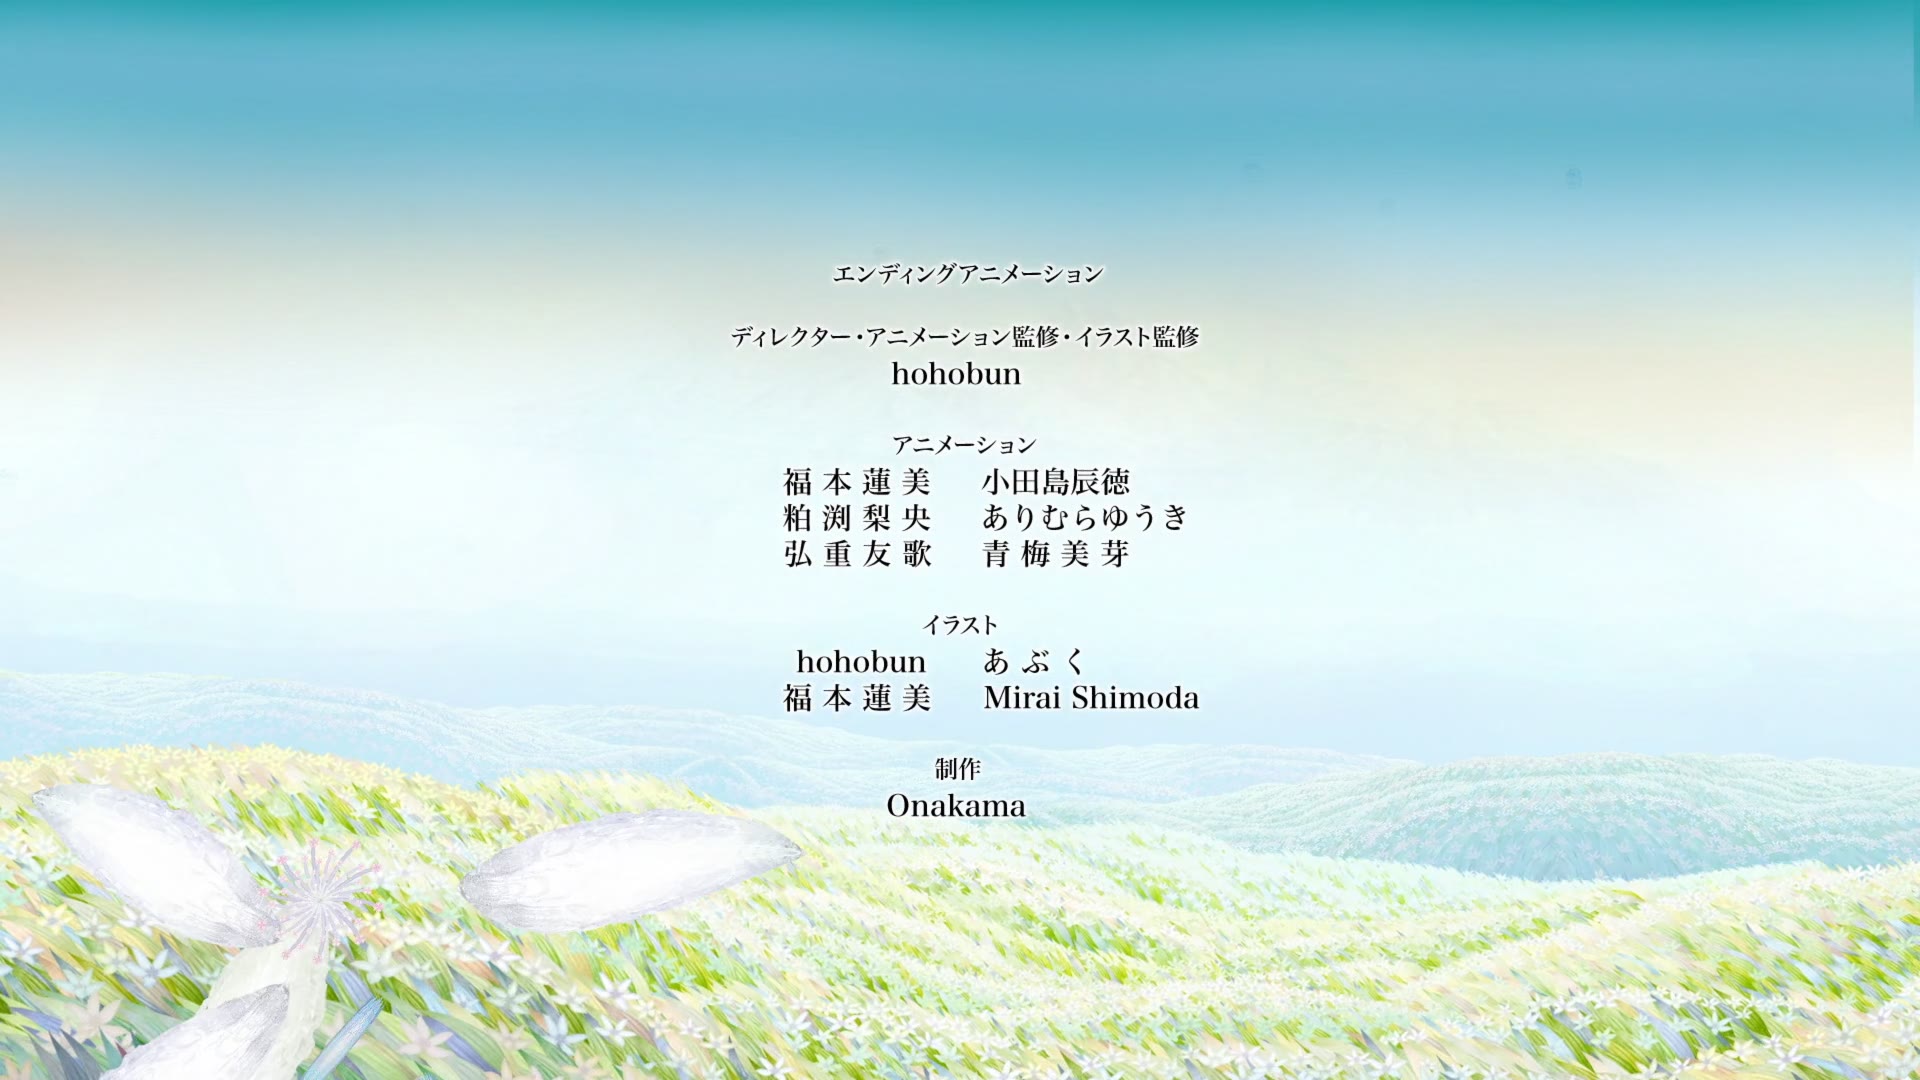 エンディングアニメーション
ディレクター・アニメーション監修・イラスト監修
hohobun
アニメーション
福本蓮美 小田島辰徳
粕渕梨央 ありむらゆうき
弘重友歌 青梅美芽
イラスト
hohobun あぶく
福本蓮美 Mirai Shimoda
制作
Onakama